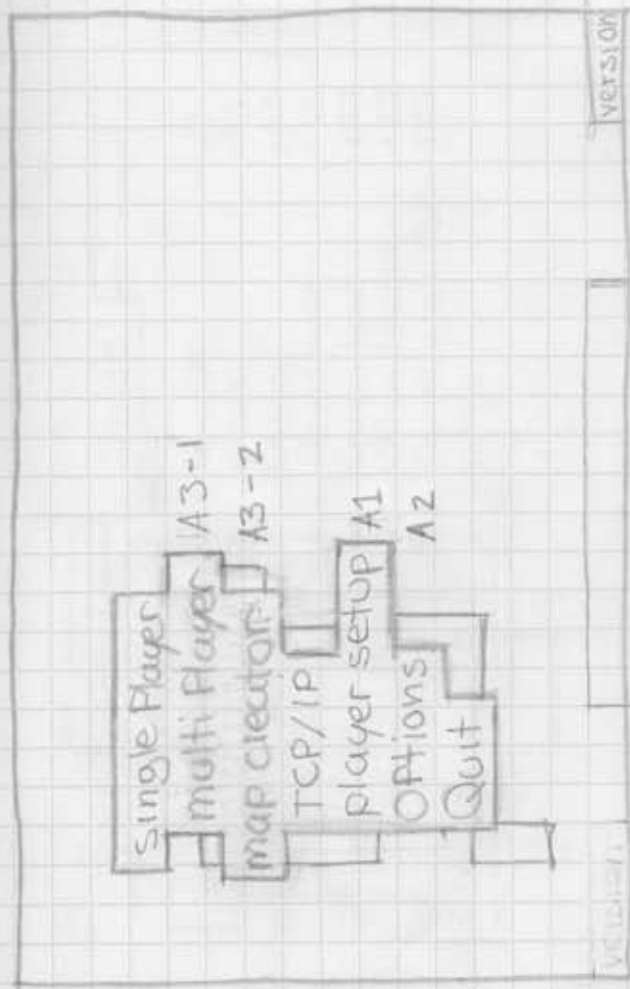 Single Player
multi Player A3-1
map creator A3-2
TCP/IP
player setup A1
Options A2
Quit
version